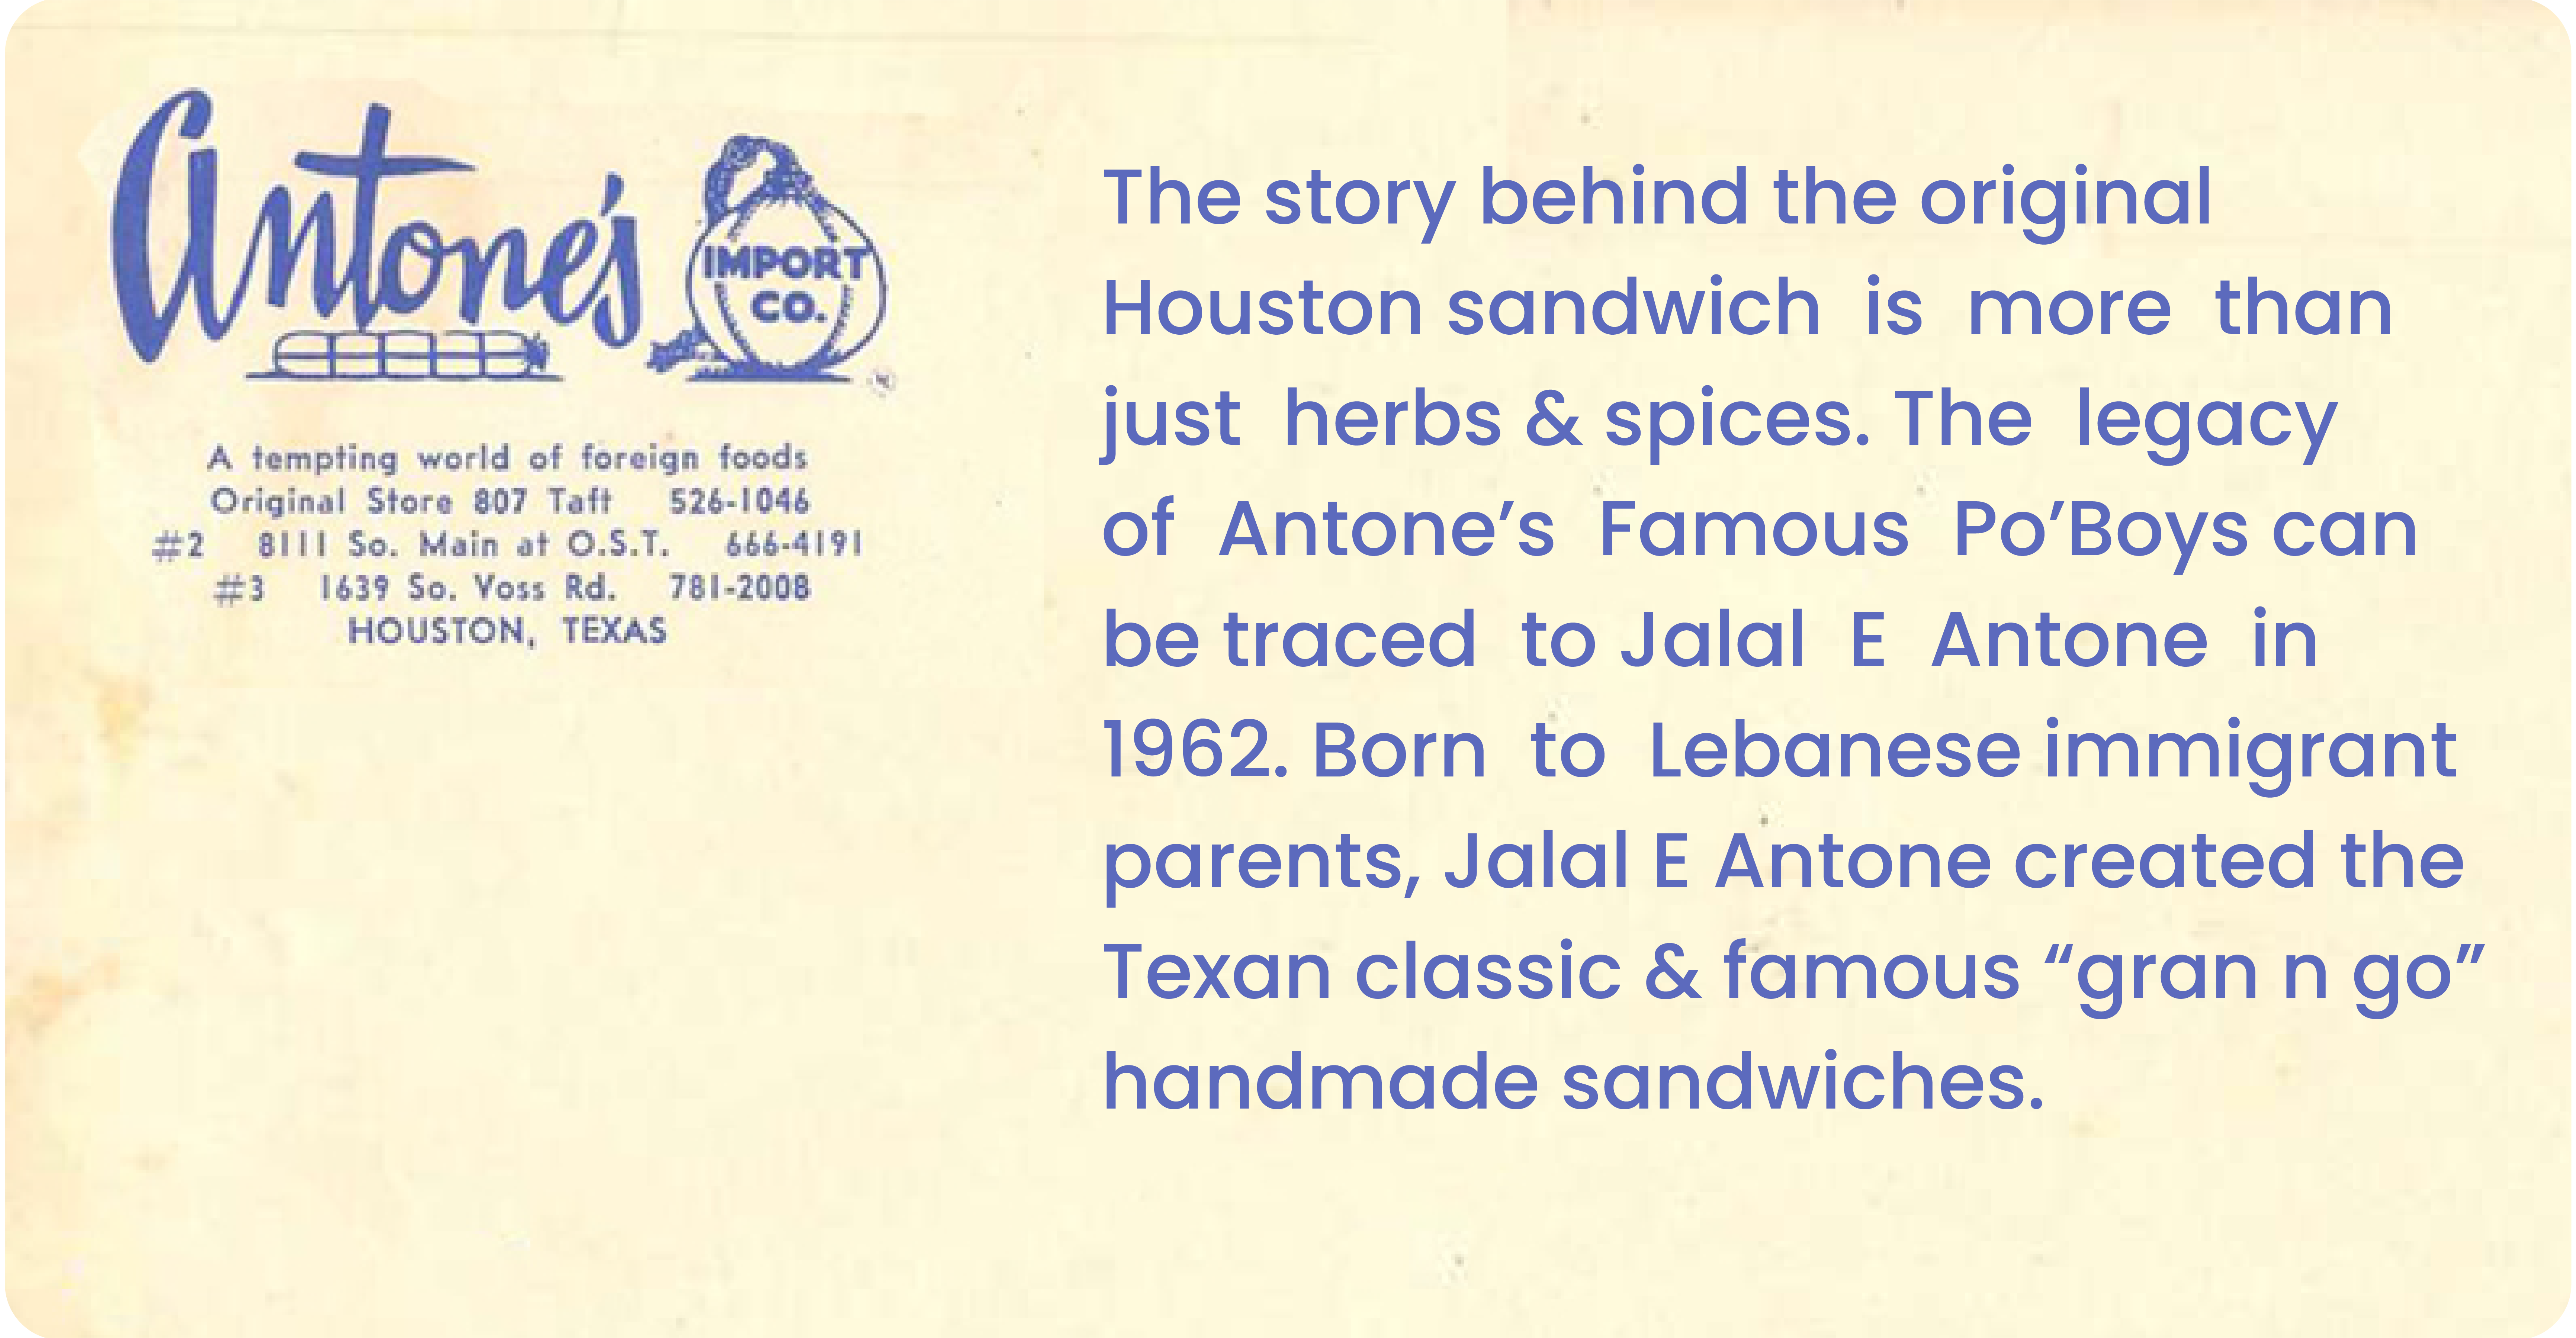 Antone's
IMPORT
CO.
A tempting world of foreign foods
Original Store 807 Taft 526-1046
#2 8111 So. Main at O.S.T. 666-4191
#3 1639 So. Voss Rd. 781-2008
HOUSTON, TEXAS
The story behind the original
Houston sandwich is more than
just herbs & spices. The legacy
of Antone’s Famous Po’Boys can
be traced to Jalal E Antone in
1962. Born to Lebanese immigrant
parents, Jalal E Antone created the
Texan classic & famous “gran n go”
handmade sandwiches.